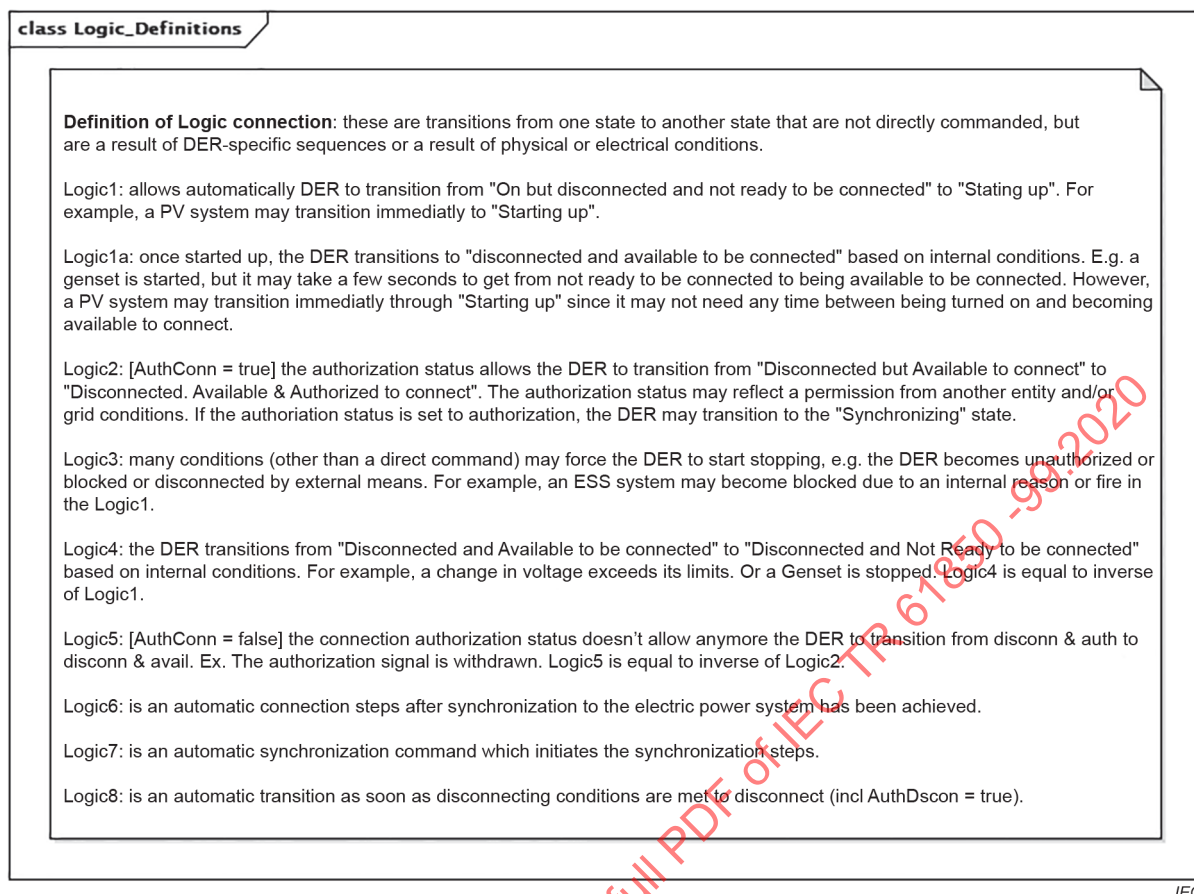 class Logic_Definitions
Definition of Logic connection: these are transitions from one state to another state that are not directly commanded, but
are a result of DER-specific sequences or a result of physical or electrical conditions.
Logic1: allows automatically DER to transition from "On but disconnected and not ready to be connected" to "Stating up". For
example, a PV system may transition immediatly to "Starting up".
Logic1a: once started up, the DER transitions to "disconnected and available to be connected" based on internal conditions. E.g. a
genset is started, but it may take a few seconds to get from not ready to be connected to being available to be connected. However,
a PV system may transition immediatly through "Starting up" since it may not need any time between being turned on and becoming
available to connect.
Logic2: [AuthConn = true] the authorization status allows the DER to transition from "Disconnected but Available to connect" to
"Disconnected. Available & Authorized to connect". The authorization status may reflect a permission from another entity and/or
grid conditions. If the authoriation status is set to authorization, the DER may transition to the "Synchronizing" state.
Logic3: many conditions (other than a direct command) may force the DER to start stopping, e.g. the DER becomes unauthorized or
blocked or disconnected by external means. For example, an ESS system may become blocked due to an internal reason or fire in
the Logic1.
Logic4: the DER transitions from "Disconnected and Available to be connected" to "Disconnected and Not Ready to be connected"
based on internal conditions. For example, a change in voltage exceeds its limits. Or a Genset is stopped. Logic4 is equal to inverse
of Logic1.
Logic5: [AuthConn = false] the connection authorization status doesn't allow anymore the DER to transition from disconn & auth to
disconn & avail. Ex. The authorization signal is withdrawn. Logic5 is equal to inverse of Logic2.
Logic6: is an automatic connection steps after synchronization to the electric power system has been achieved.
Logic7: is an automatic synchronization command which initiates the synchronization steps.
Logic8: is an automatic transition as soon as disconnecting conditions are met to disconnect (incl AuthDscon = true).
full PDF of IEC TR 61850 -99:2020
IEC